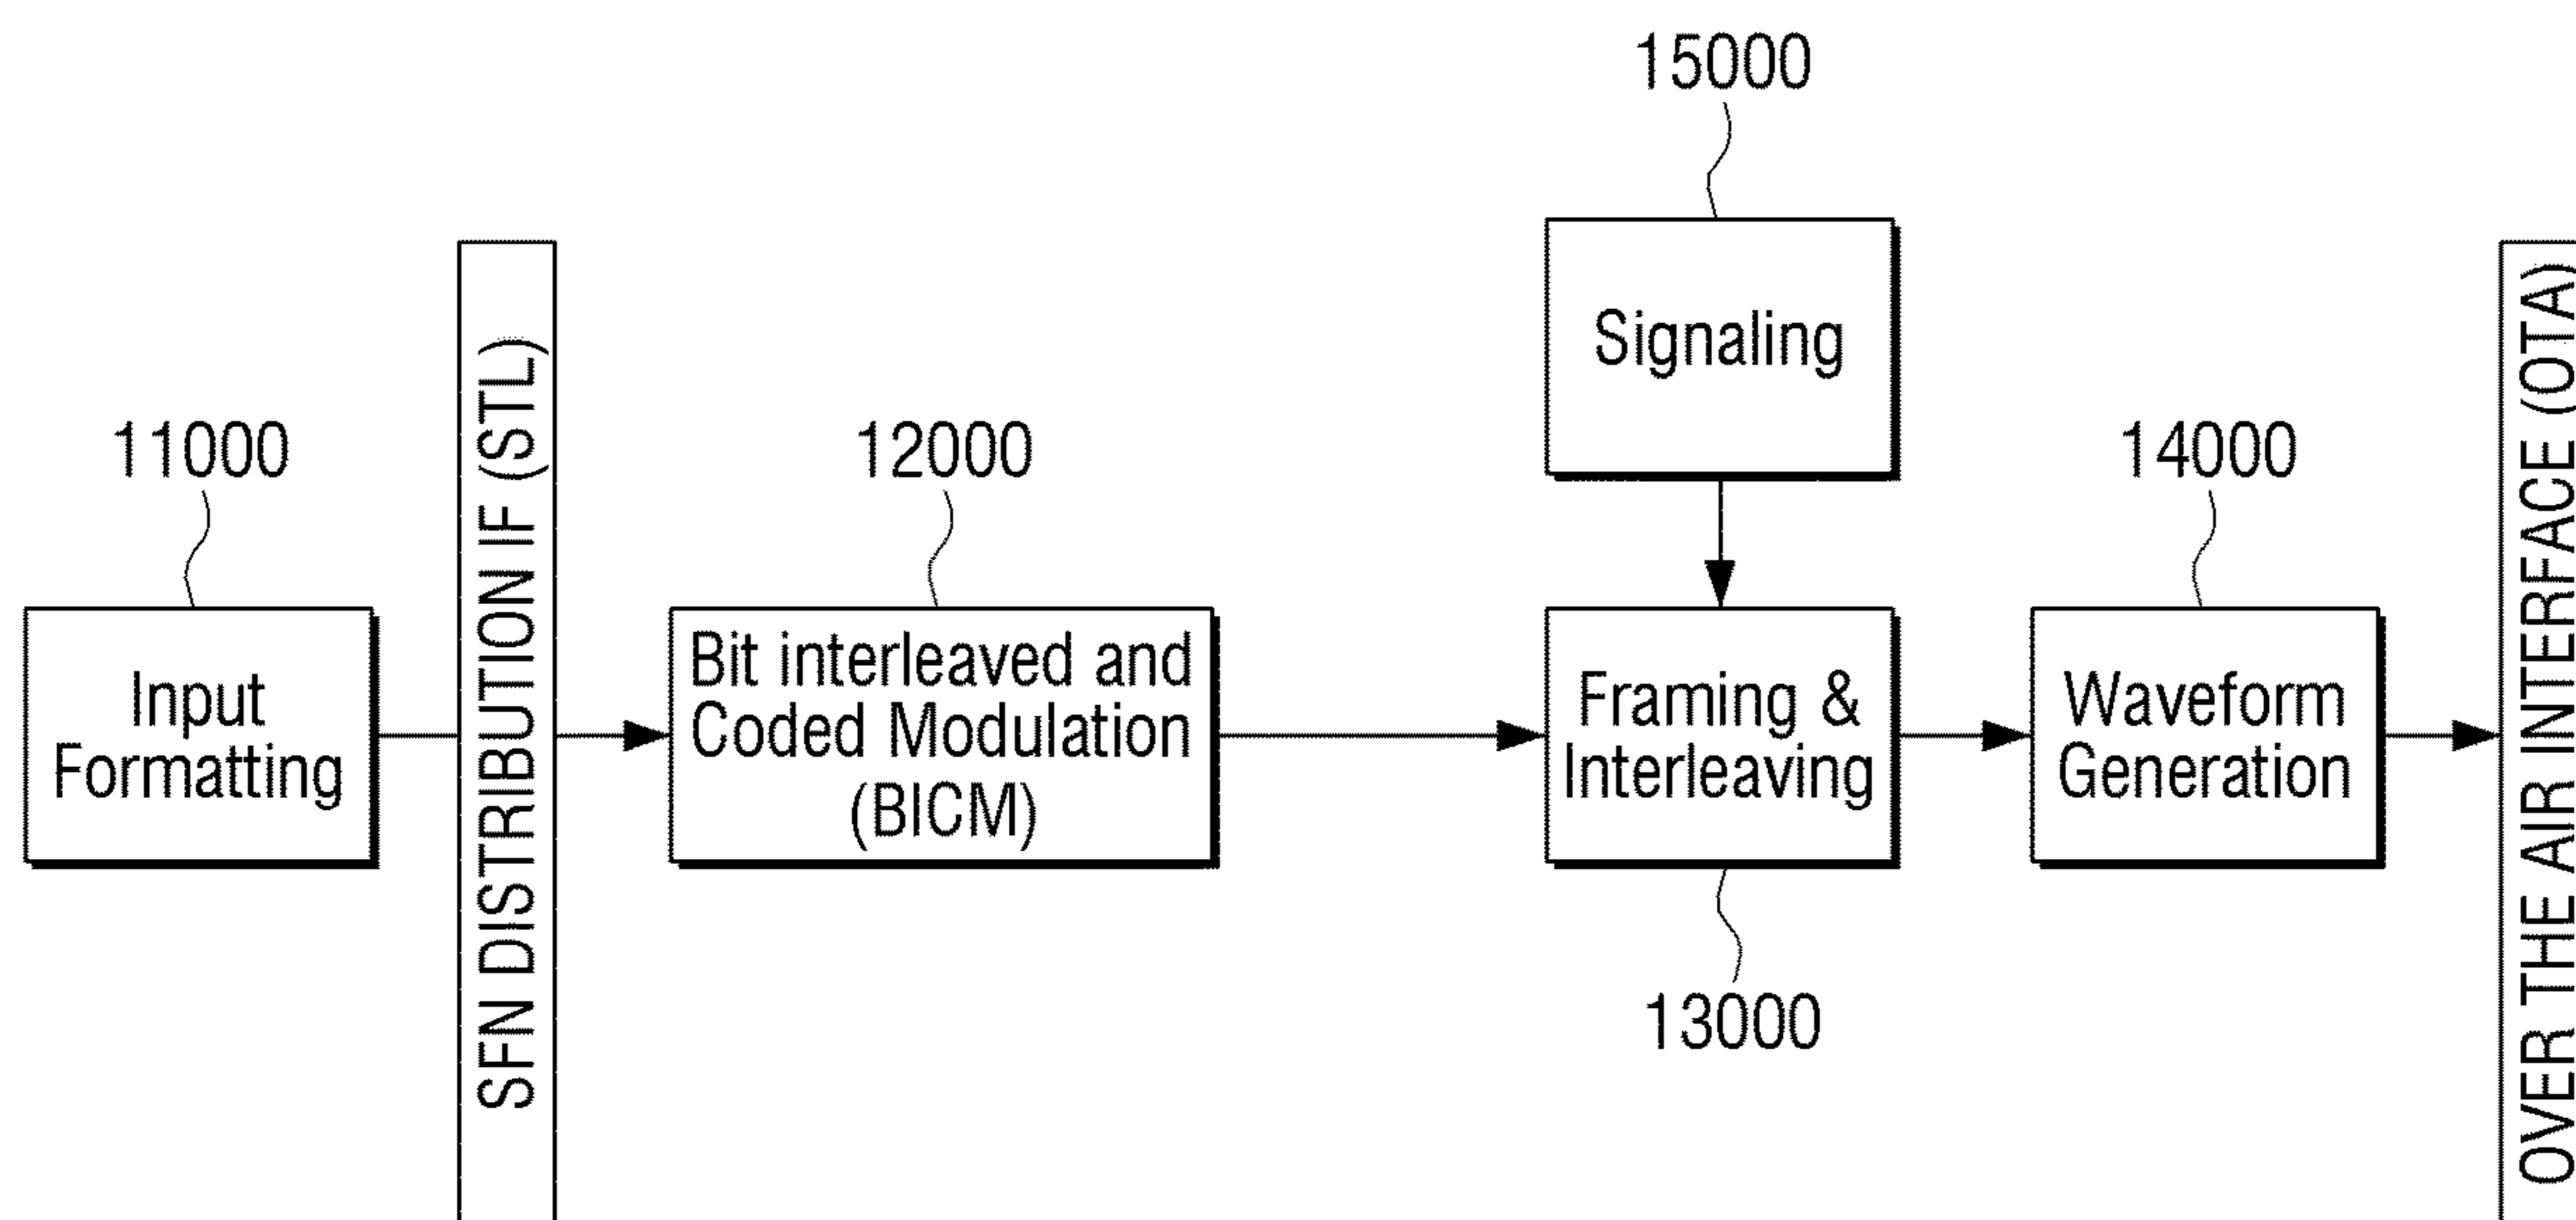 15000
Signaling
11000
Input
Formatting
SFN DISTRIBUTION IF (STL)
12000
Bit interleaved and
Coded Modulation
(BICM)
Framing &
Interleaving
13000
14000
Waveform
Generation
OVER THE AIR INTERFACE (OTA)